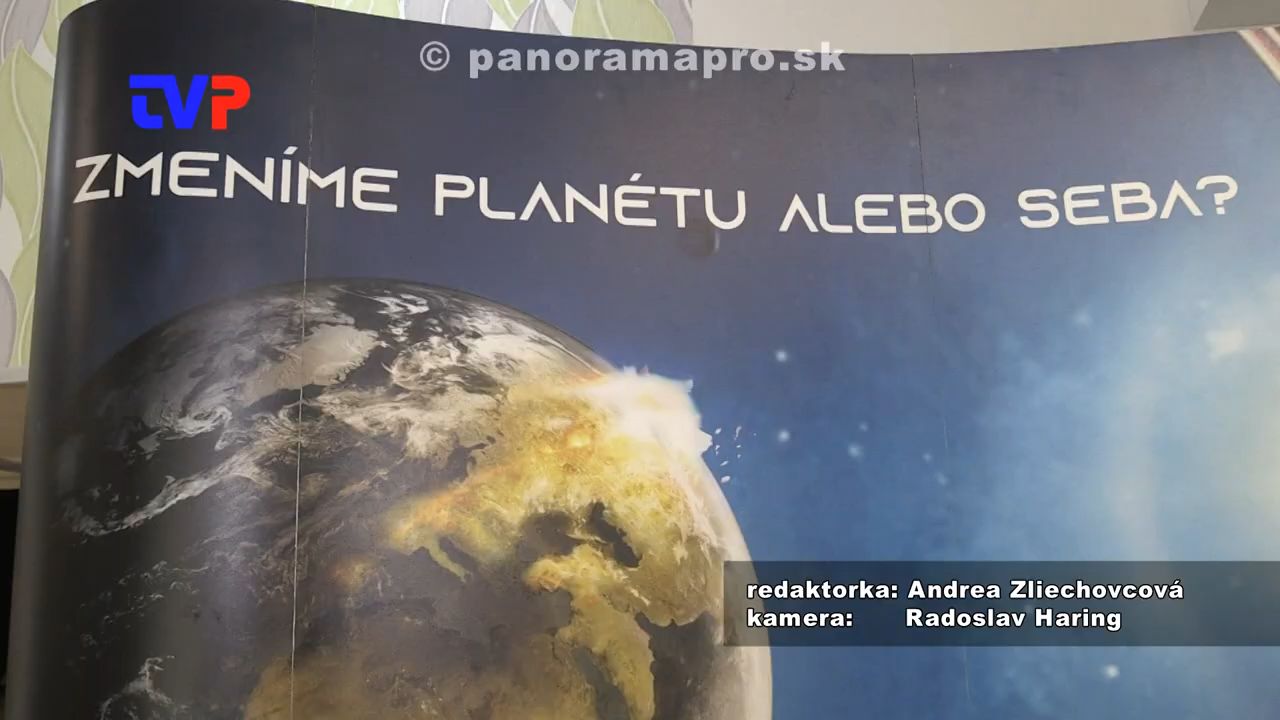 © panoramapro.sk
TVP
ZMENÍME PLANÉTU ALEBO SEBA?
redaktorka: Andrea Zliechovcová
kamera: Radoslav Haring